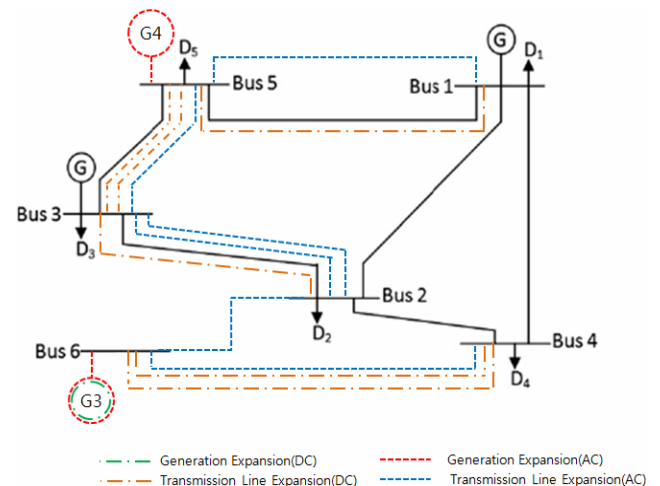 G4
D5
G
D1
Bus 5
Bus 1
G
Bus 3
D3
Bus 2
D2
Bus 6
Bus 4
D4
G3
Generation Expansion(DC)
Generation Expansion(AC)
Transmission Line Expansion(DC)
Transmission Line Expansion(AC)